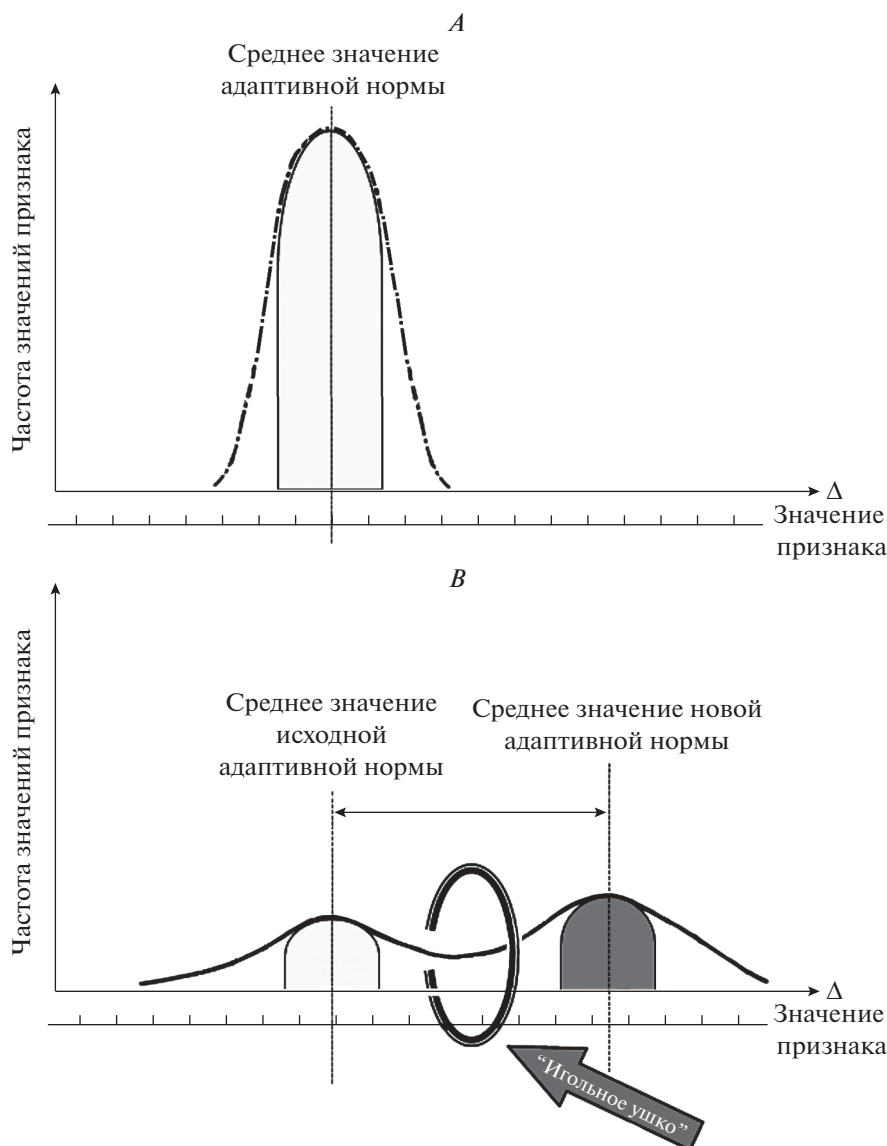 A
Среднее значение
адаптивной нормы
Частота значений признака
Δ
Значение
признака
B
Частота значений признака
Среднее значение
исходной
адаптивной нормы
Среднее значение новой
адаптивной нормы
Δ
Значение
признака
“Игольное ушко”